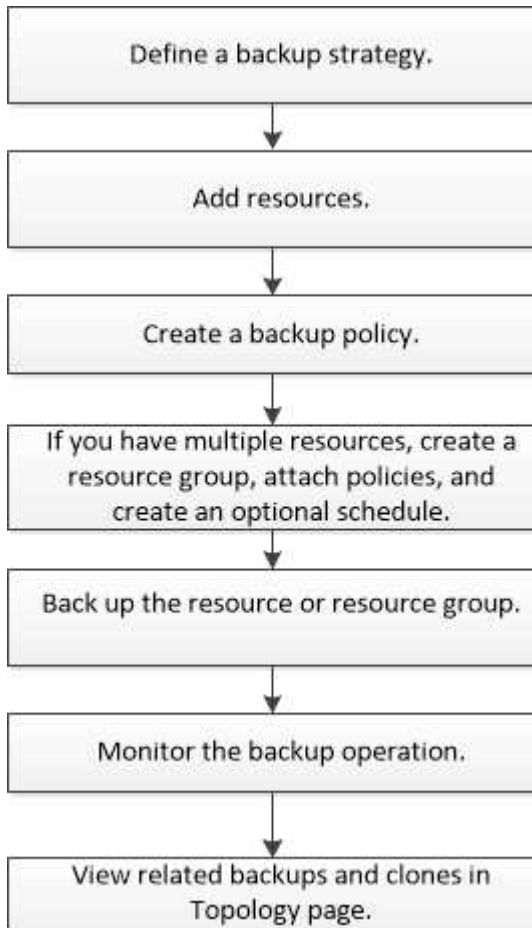 Define a backup strategy.
Add resources.
Create a backup policy.
If you have multiple resources, create a
resource group, attach policies, and
create an optional schedule.
Back up the resource or resource group.
Monitor the backup operation.
View related backups and clones in
Topology page.